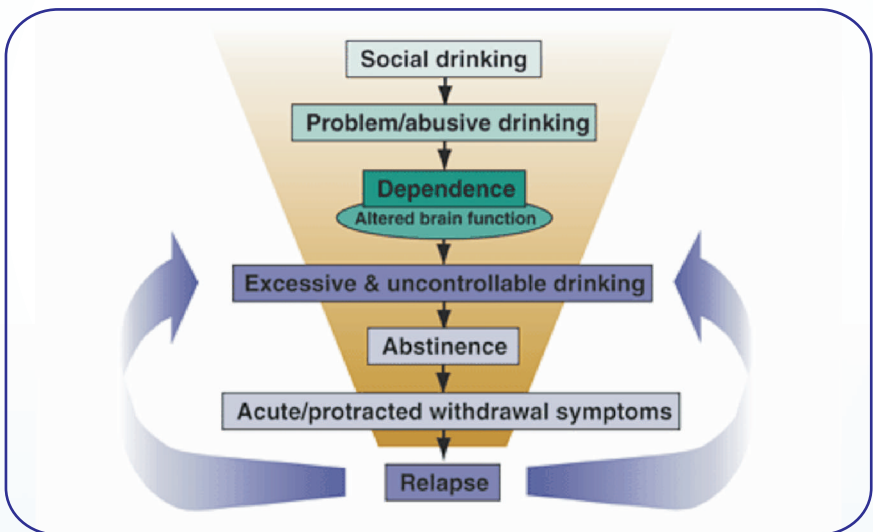 Social drinking
Problem/abusive drinking
Dependence
Altered brain function
Excessive & uncontrollable drinking
Abstinence
Acute/protracted withdrawal symptoms
Relapse